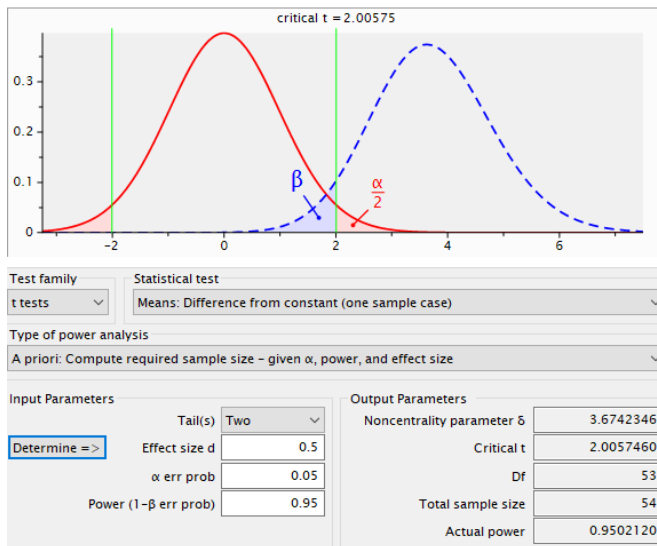 critical t = 2.00575
0.3
0.2
0.1
0
β
α
2
-2 0 2 4 6
Test family Statistical test
t tests Means: Difference from constant (one sample case)
Type of power analysis
A priori: Compute required sample size – given α, power, and effect size
Input Parameters Output Parameters
Tail(s) Two Noncentrality parameter δ 3.6742346
Determine => Effect size d 0.5 Critical t 2.0057460
α err prob 0.05 Df 53
Power (1-β err prob) 0.95 Total sample size 54
Actual power 0.9502120